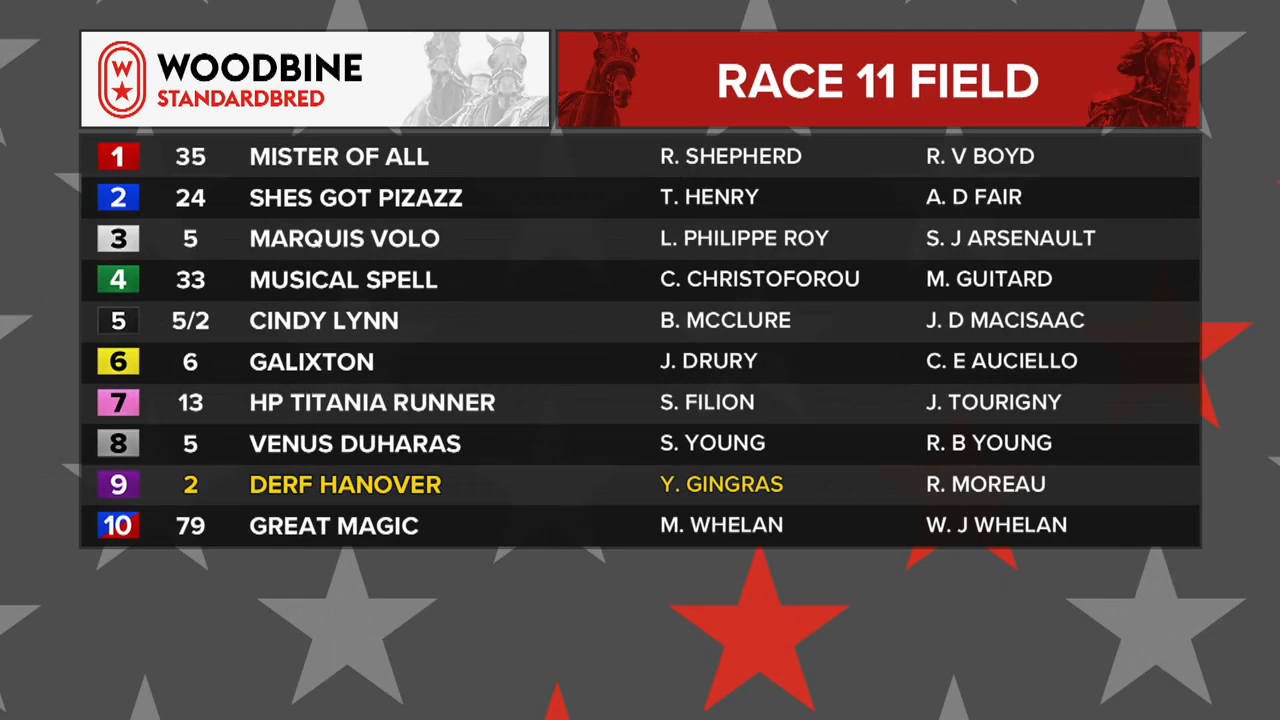 W WOODBINE
STANDARDBRED
RACE 11 FIELD
1 35 MISTER OF ALL R. SHEPHERD R. V BOYD
2 24 SHES GOT PIZAZZ T. HENRY A. D FAIR
3 5 MARQUIS VOLO L. PHILIPPE ROY S. J ARSENAULT
4 33 MUSICAL SPELL C. CHRISTOFOROU M. GUITARD
5 5/2 CINDY LYNN B. MCCLURE J. D MACISAAC
6 6 GALIXTON J. DRURY C. E AUCIELLO
7 13 HP TITANIA RUNNER S. FILION J. TOURIGNY
8 5 VENUS DUHARAS S. YOUNG R. B YOUNG
9 2 DERF HANOVER Y. GINGRAS R. MOREAU
10 79 GREAT MAGIC M. WHELAN W. J WHELAN